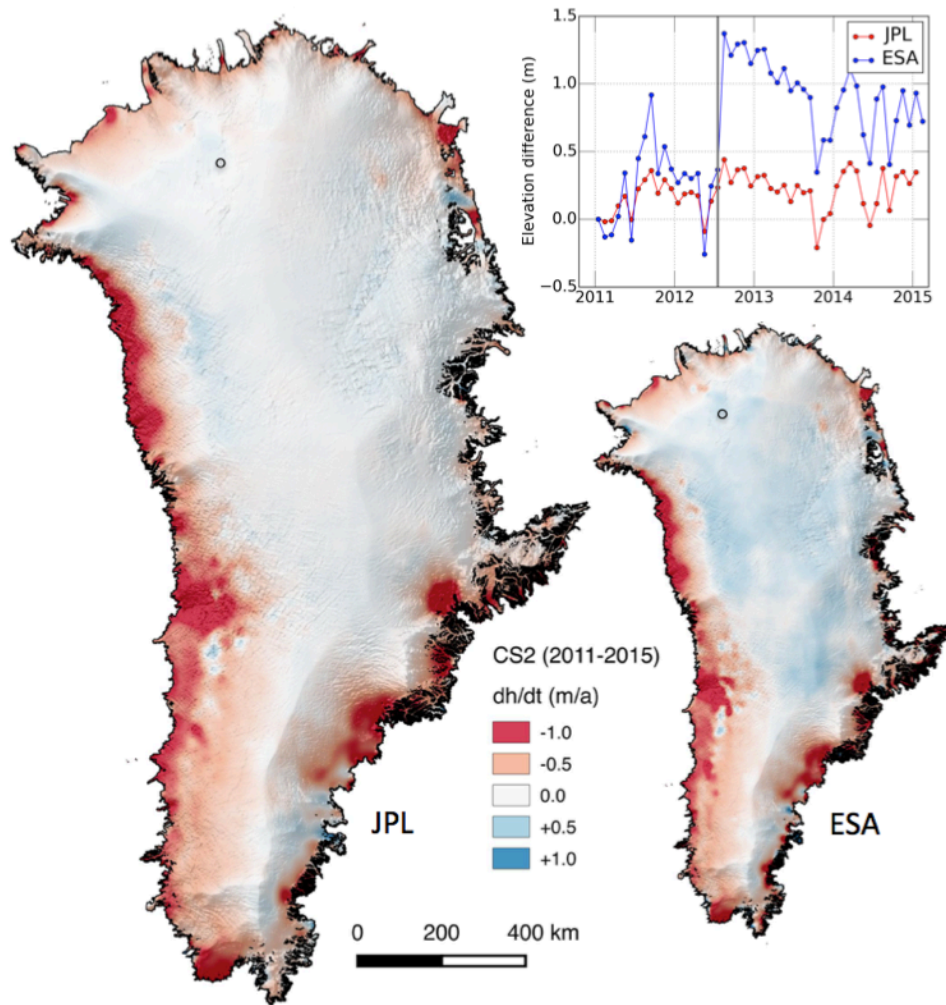 1.5
1.0
0.5
0.0
−0.5
Elevation difference (m)
JPL
ESA
2011 2012 2013 2014 2015
CS2 (2011-2015)
dh/dt (m/a)
-1.0
-0.5
0.0
+0.5
+1.0
JPL
ESA
0 200 400 km